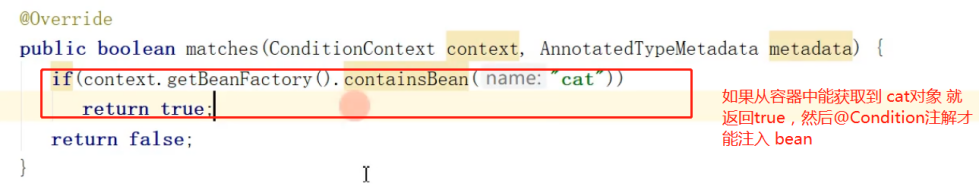 @Override
public boolean matches(ConditionContext context, AnnotatedTypeMetadata metadata) {
if(context.getBeanFactory().containsBean( name: "cat"))
return true;
return false;
}
如果从容器中能获取到 cat对象 就
返回true，然后@Condition注解才
能注入 bean